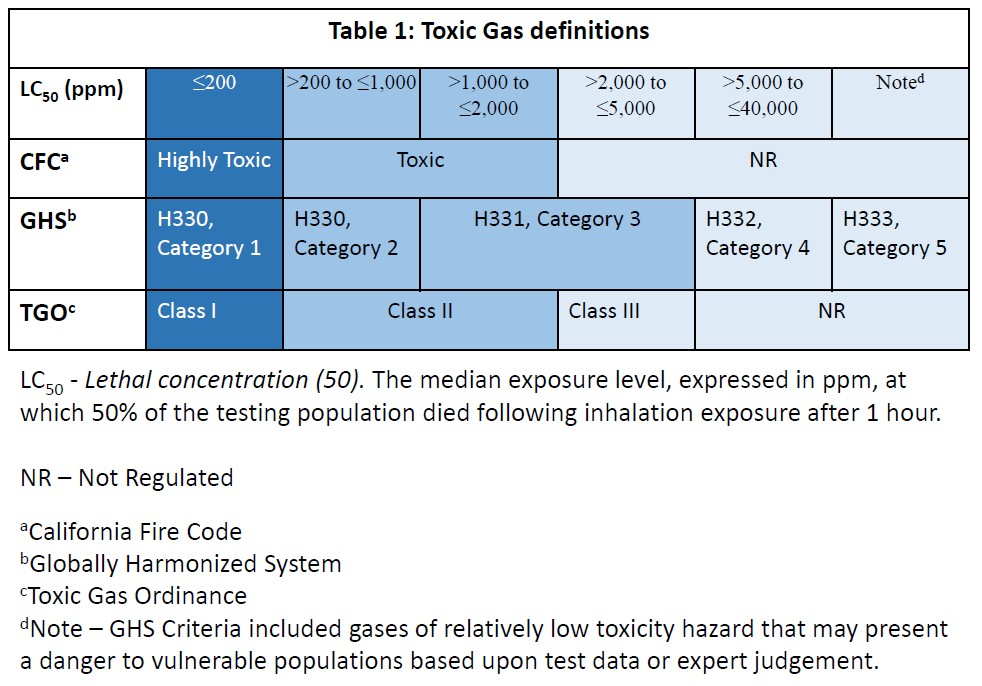 Table 1: Toxic Gas definitions
LC50 (ppm) ≤200 >200 to ≤1,000 >1,000 to ≤2,000 >2,000 to ≤5,000 >5,000 to ≤40,000 Noteᵈ
CFCᵃ Highly Toxic Toxic NR
GHSᵇ H330, Category 1 H330, Category 2 H331, Category 3 H332, Category 4 H333, Category 5
TGOᶜ Class I Class II Class III NR
LC50 - Lethal concentration (50). The median exposure level, expressed in ppm, at
which 50% of the testing population died following inhalation exposure after 1 hour.
NR – Not Regulated
ᵃCalifornia Fire Code
ᵇGlobally Harmonized System
ᶜToxic Gas Ordinance
ᵈNote – GHS Criteria included gases of relatively low toxicity hazard that may present
a danger to vulnerable populations based upon test data or expert judgement.